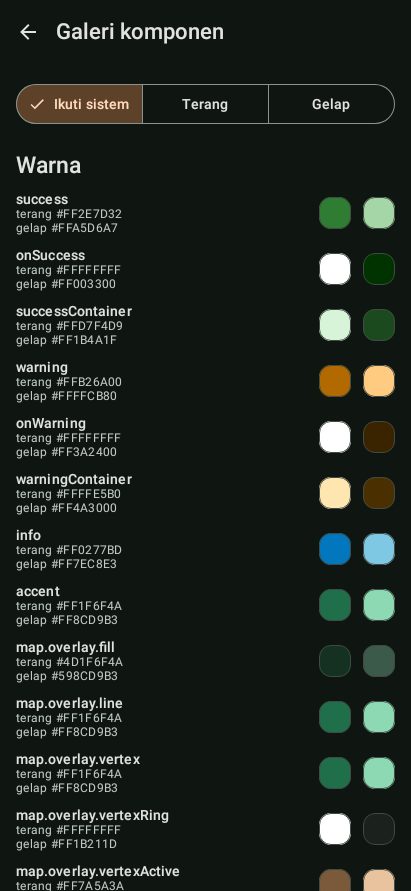 Galeri komponen
Ikuti sistem
Terang
Gelap
Warna
success
terang #FF2E7D32
gelap #FFA5D6A7
onSuccess
terang #FFFFFFFF
gelap #FF003300
successContainer
terang #FFD7F4D9
gelap #FF1B4A1F
warning
terang #FFB26A00
gelap #FFFFCB80
onWarning
terang #FFFFFFFF
gelap #FF3A2400
warningContainer
terang #FFFFE5B0
gelap #FF4A3000
info
terang #FF0277BD
gelap #FF7EC8E3
accent
terang #FF1F6F4A
gelap #FF8CD9B3
map.overlay.fill
terang #4D1F6F4A
gelap #598CD9B3
map.overlay.line
terang #FF1F6F4A
gelap #FF8CD9B3
map.overlay.vertex
terang #FF1F6F4A
gelap #FF8CD9B3
map.overlay.vertexRing
terang #FFFFFFFF
gelap #FF1B211D
map.overlay.vertexActive
terang #FF7A5A3A